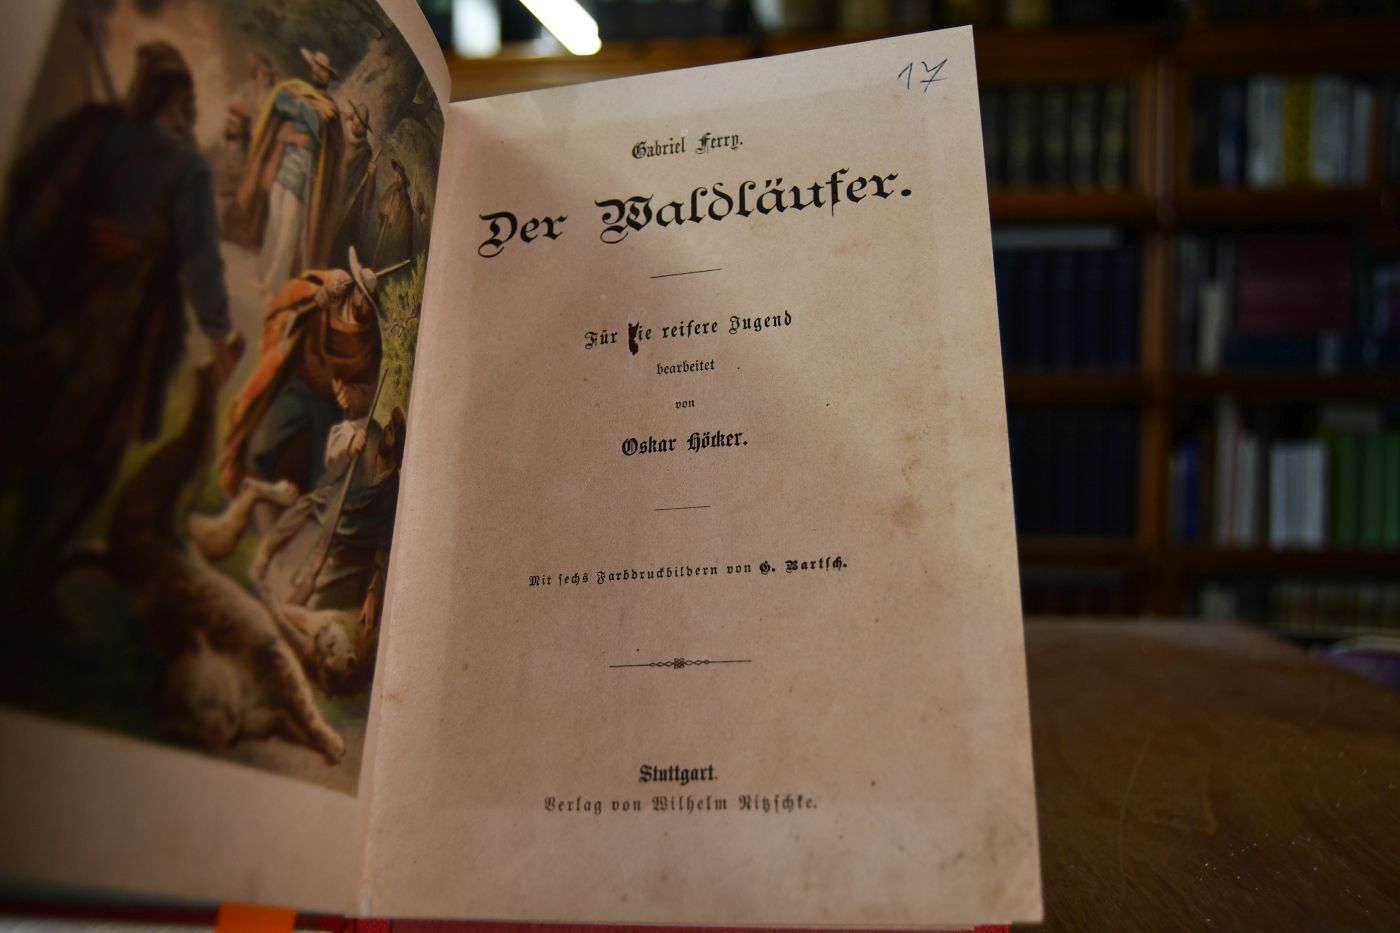 17
Gabriel Ferry.
Der Waldläufer.
Für die reifere Jugend
bearbeitet
von
Oskar Höcker.
Mit sechs Farbdruckbildern von G. Bartsch.
Stuttgart.
Verlag von Wilhelm Nitzschke.